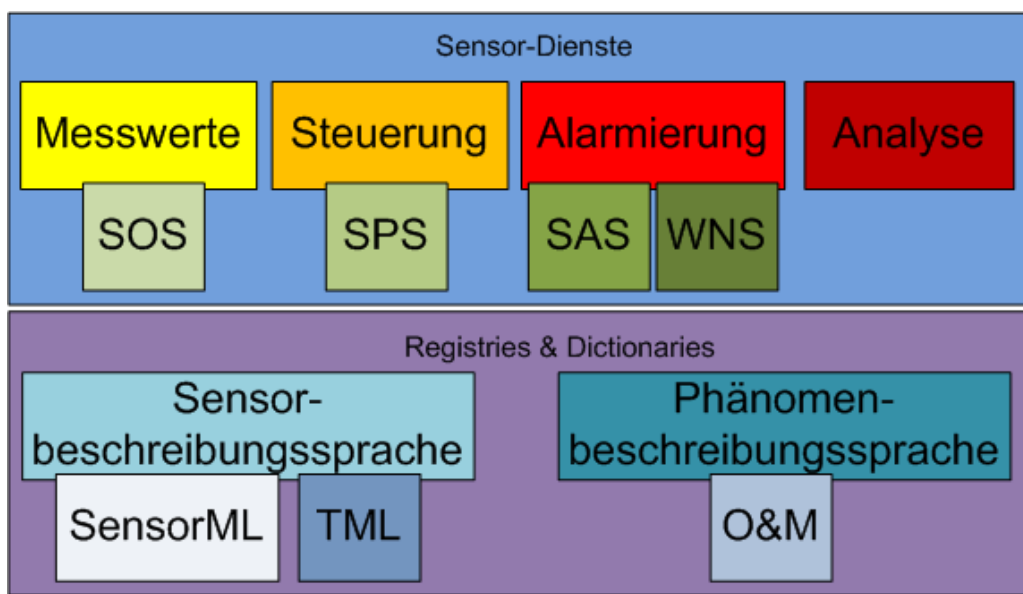 Sensor-Dienste
Messwerte
Steuerung
Alarmierung
Analyse
SOS
SPS
SAS
WNS
Registries & Dictionaries
Sensor-
beschreibungssprache
Phänomen-
beschreibungssprache
SensorML
TML
O&M